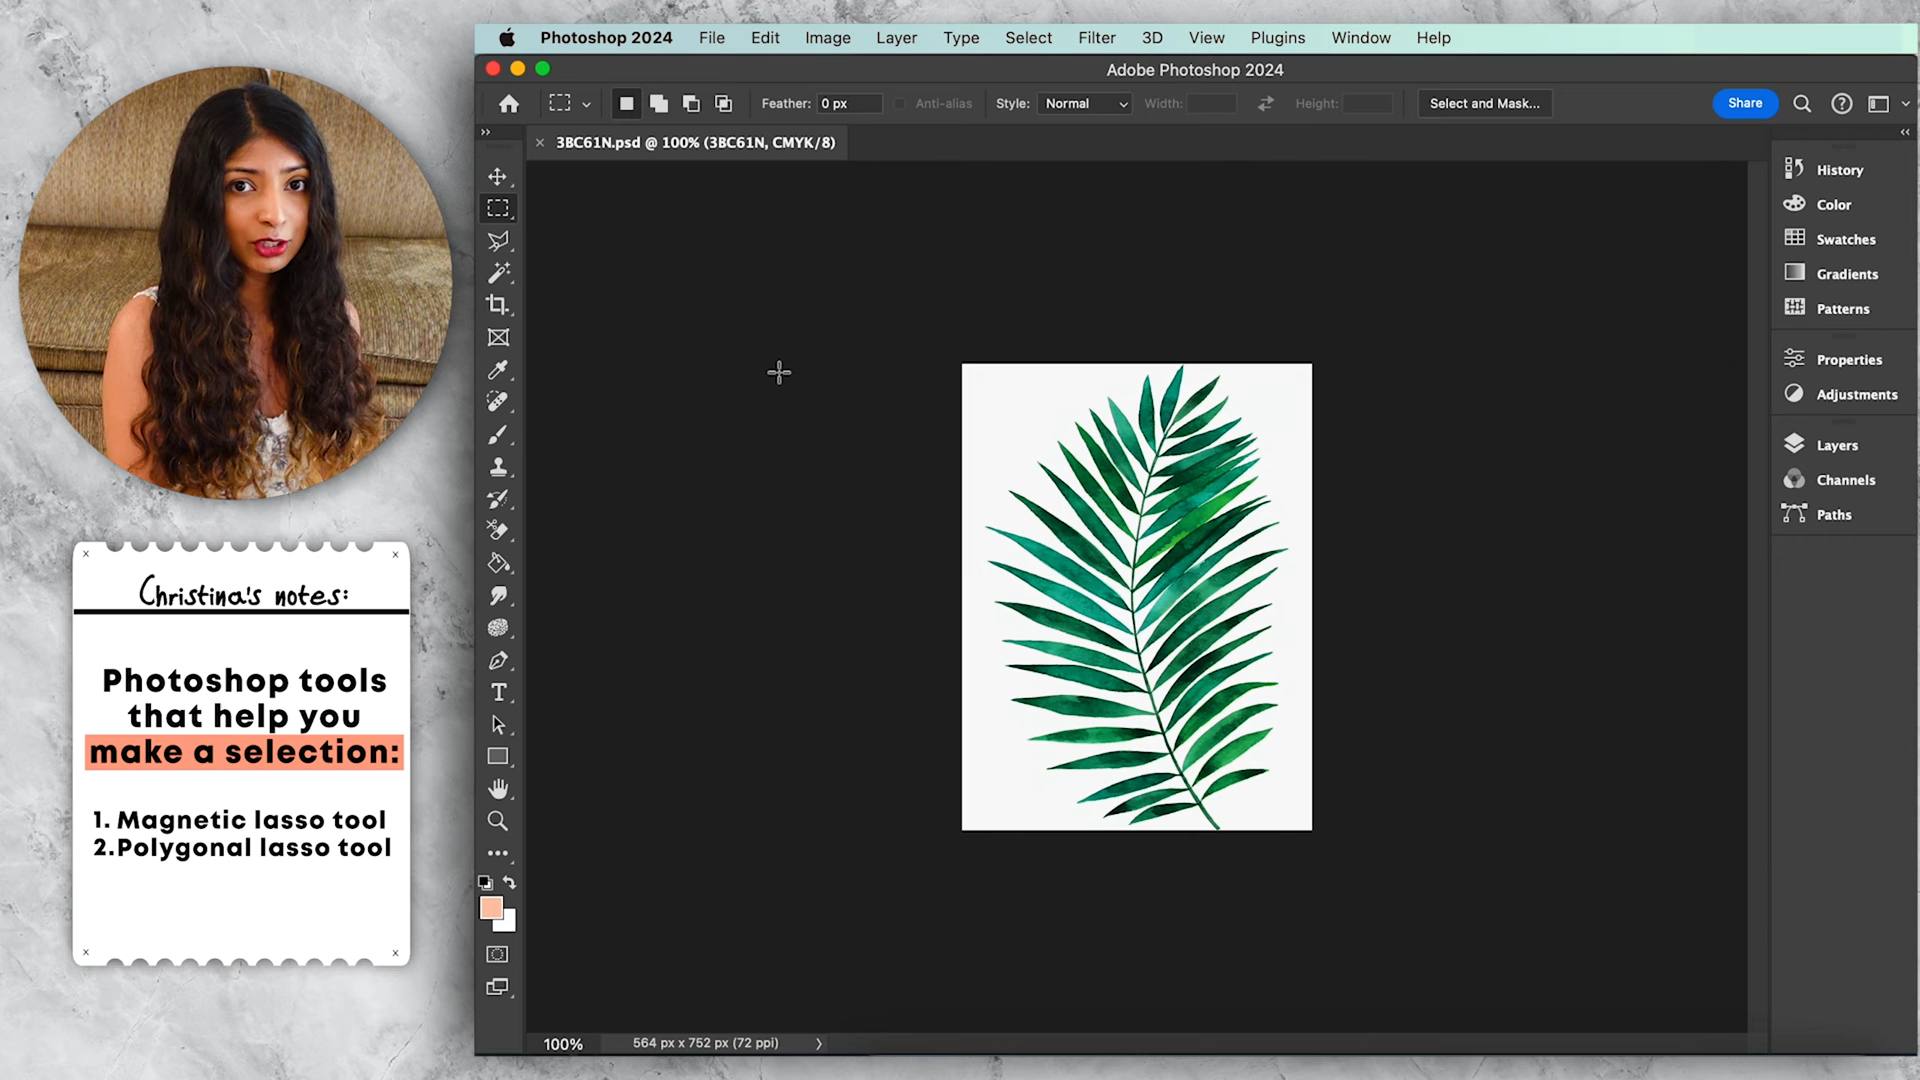 Photoshop 2024 File Edit Image Layer Type Select Filter 3D View Plugins Window Help
Adobe Photoshop 2024
Feather: 0 px Anti-alias Style: Normal Width: Height: Select and Mask... Share
3BC61N.psd @ 100% (3BC61N, CMYK/8)
History
Color
Swatches
Gradients
Patterns
Properties
Adjustments
Layers
Channels
Paths
Christina's notes:
Photoshop tools
that help you
make a selection:
1. Magnetic lasso tool
2.Polygonal lasso tool
100% 564 px x 752 px (72 ppi)